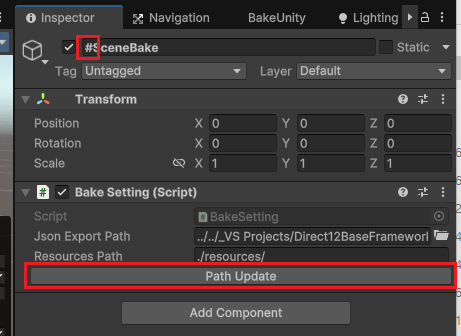 Inspector Navigation BakeUnity Lighting
#SceneBake Static
Tag Untagged Layer Default
Transform
Position X 0 Y 0 Z 0
Rotation X 0 Y 0 Z 0
Scale X 1 Y 1 Z 1
# Bake Setting (Script)
Script BakeSetting
Json Export Path ../../_VS Projects/Direct12BaseFramework
Resources Path ./resources/
Path Update
Add Component